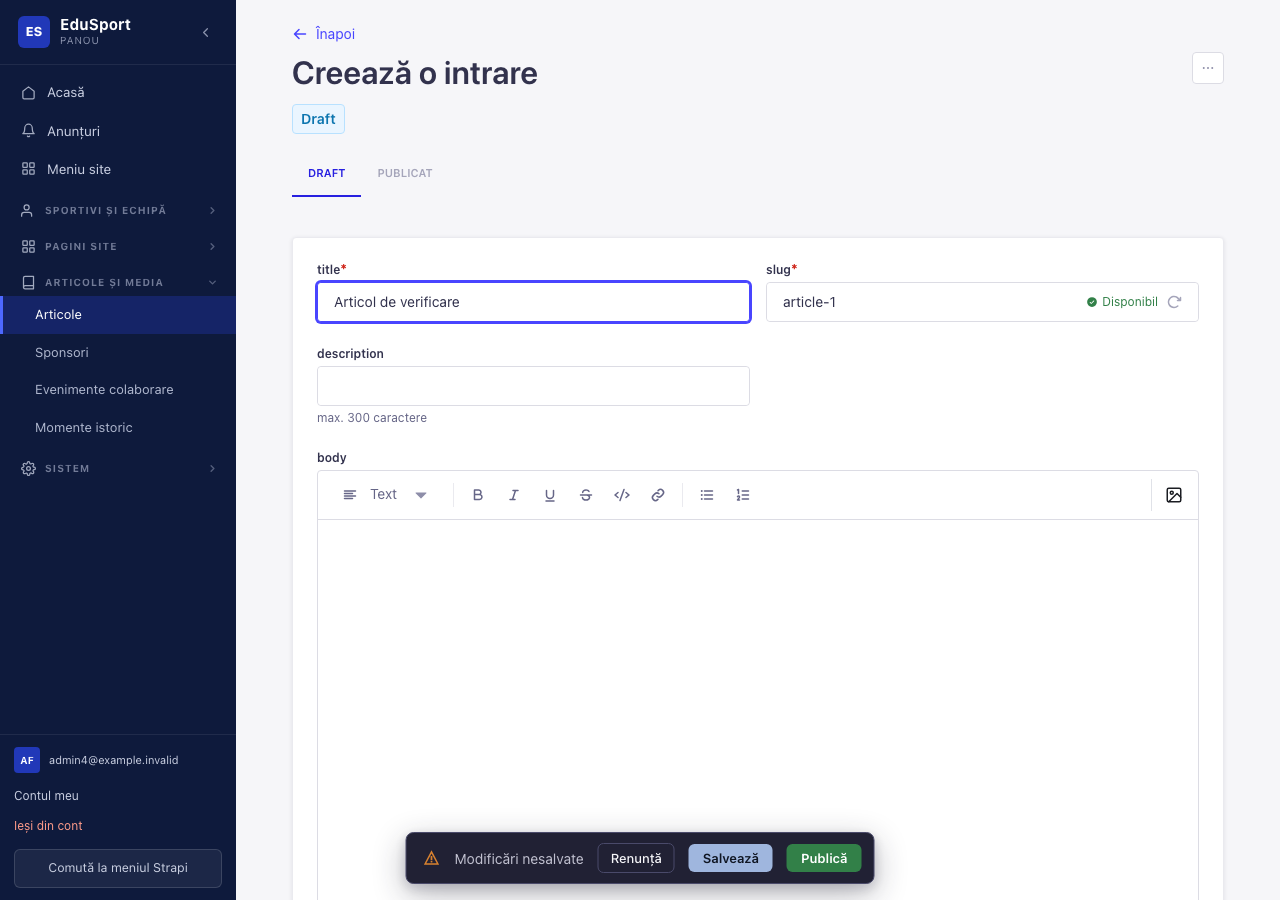 ES
EduSport
PANOU
Acasă
Anunțuri
Meniu site
SPORTIVI ȘI ECHIPĂ
PAGINI SITE
ARTICOLE ȘI MEDIA
Articole
Sponsori
Evenimente colaborare
Momente istoric
SISTEM
AF
admin4@example.invalid
Contul meu
Ieși din cont
Comută la meniul Strapi
Înapoi
Creează o intrare
...
Draft
DRAFT PUBLICAT
title* slug*
Articol de verificare article-1 Disponibil
description
max. 300 caractere
body
Text
Modificări nesalvate Renunță Salvează Publică